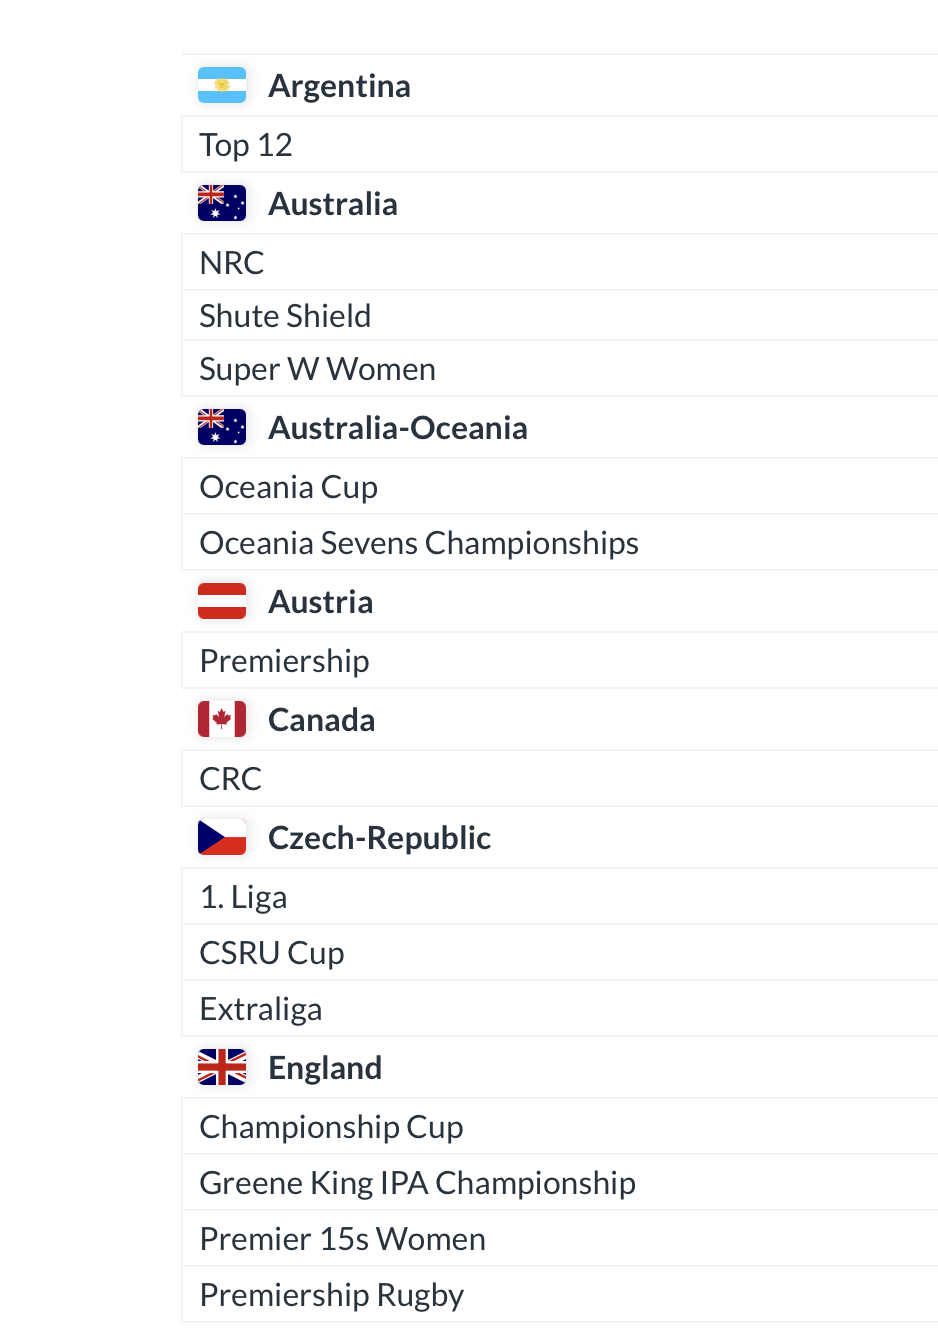 Argentina
Top 12
Australia
NRC
Shute Shield
Super W Women
Australia-Oceania
Oceania Cup
Oceania Sevens Championships
Austria
Premiership
Canada
CRC
Czech-Republic
1. Liga
CSRU Cup
Extraliga
England
Championship Cup
Greene King IPA Championship
Premier 15s Women
Premiership Rugby